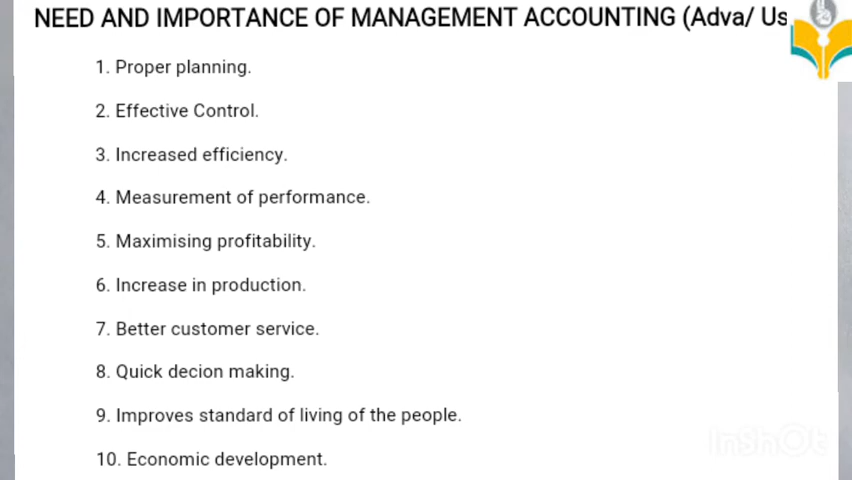 NEED AND IMPORTANCE OF MANAGEMENT ACCOUNTING (Adva/ Us
1. Proper planning.
2. Effective Control.
3. Increased efficiency.
4. Measurement of performance.
5. Maximising profitability.
6. Increase in production.
7. Better customer service.
8. Quick decion making.
9. Improves standard of living of the people.
10. Economic development.
InShOt